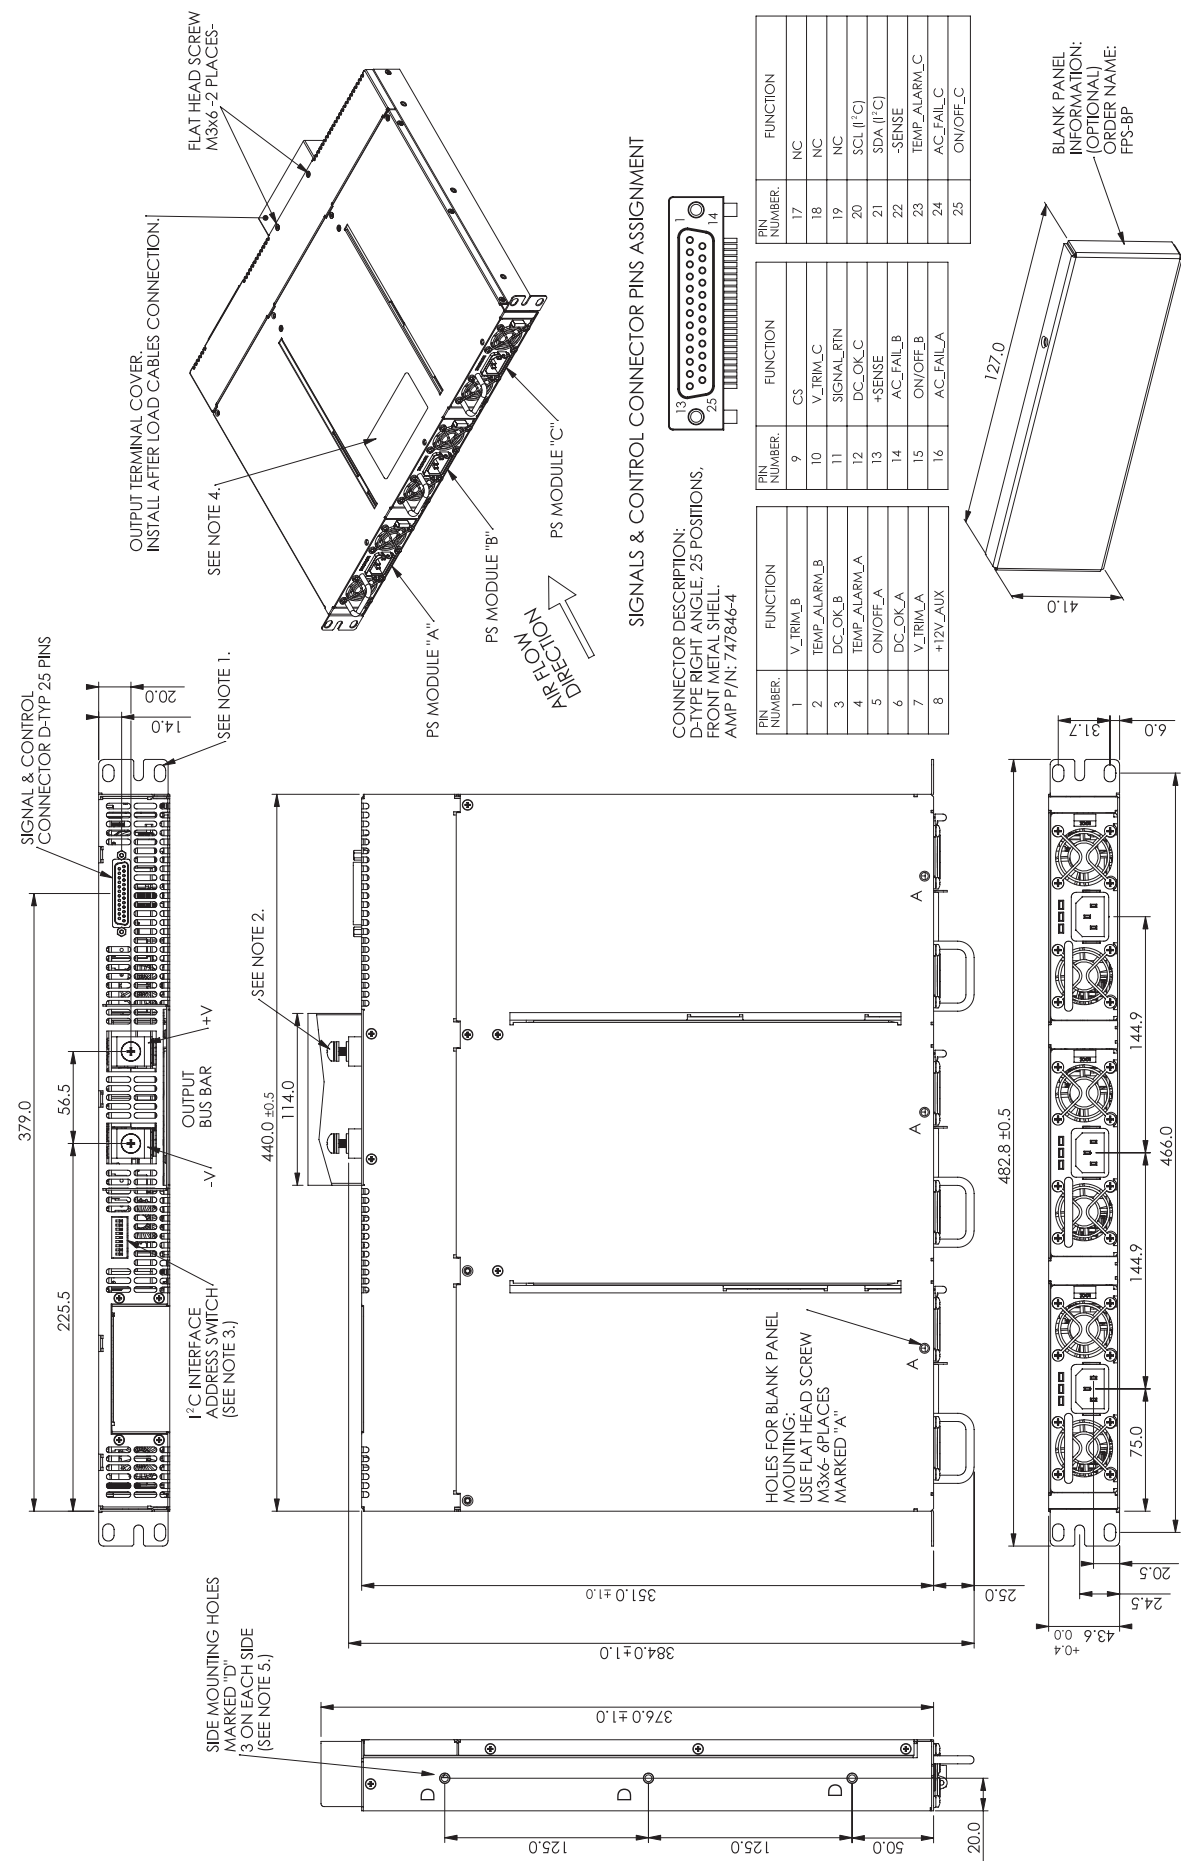 SIGNAL & CONTROL
CONNECTOR D-TYP 25 PINS
379.0
225.5
56.5
14.0
20.0
SEE NOTE 1.
-V
+V
OUTPUT
BUS BAR
I²C INTERFACE
ADDRESS SWITCH
(SEE NOTE 3.)
OUTPUT TERMINAL COVER.
INSTALL AFTER LOAD CABLES CONNECTION.
FLAT HEAD SCREW
M3x6 -2 PLACES-
SEE NOTE 4.
PS MODULE "A"
PS MODULE "B"
PS MODULE "C"
AIR FLOW
DIRECTION
SIDE MOUNTING HOLES
MARKED "D"
3 ON EACH SIDE
(SEE NOTE 5.)
376.0 ±1.0
D
D
D
125.0
125.0
50.0
20.0
440.0 ±0.5
114.0
SEE NOTE 2.
384.0±1.0
351.0 ±1.0
25.0
HOLES FOR BLANK PANEL
MOUNTING:
USE FLAT HEAD SCREW
M3x6- 6PLACES
MARKED "A"
A
A
A
482.8 ±0.5
31.7
6.0
75.0
144.9
144.9
466.0
20.5
24.5
43.6 +0.4 0.0
SIGNALS & CONTROL CONNECTOR PINS ASSIGNMENT
CONNECTOR DESCRIPTION:
D-TYPE RIGHT ANGLE, 25 POSITIONS,
FRONT METAL SHELL.
AMP P/N: 747846-4
13
1
25
14
PIN NUMBER. FUNCTION
1 V_TRIM_B
2 TEMP_ALARM_B
3 DC_OK_B
4 TEMP_ALARM_A
5 ON/OFF_A
6 DC_OK_A
7 V_TRIM_A
8 +12V_AUX
PIN NUMBER. FUNCTION
9 CS
10 V_TRIM_C
11 SIGNAL_RTN
12 DC_OK_C
13 +SENSE
14 AC_FAIL_B
15 ON/OFF_B
16 AC_FAIL_A
PIN NUMBER. FUNCTION
17 NC
18 NC
19 NC
20 SCL (I²C)
21 SDA (I²C)
22 -SENSE
23 TEMP_ALARM_C
24 AC_FAIL_C
25 ON/OFF_C
127.0
41.0
BLANK PANEL
INFORMATION:
(OPTIONAL)
ORDER NAME:
FPS-BP